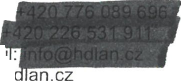 +420 776 089 696
+420 226 531 911
info@hdlan.cz
dlan.cz